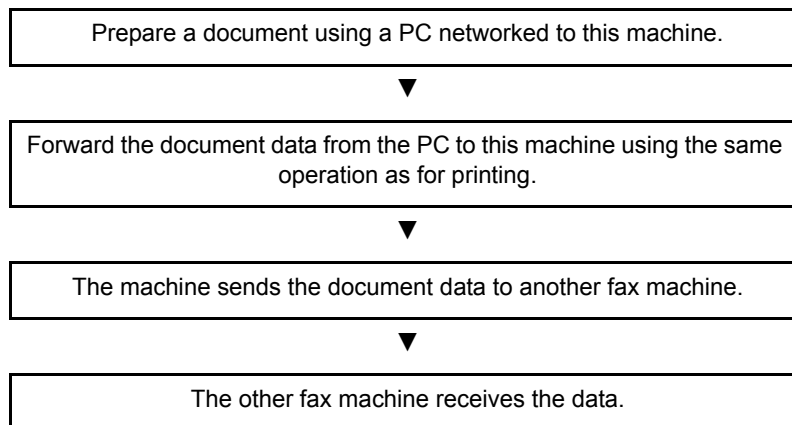 Prepare a document using a PC networked to this machine.
▼
Forward the document data from the PC to this machine using the same
operation as for printing.
▼
The machine sends the document data to another fax machine.
▼
The other fax machine receives the data.